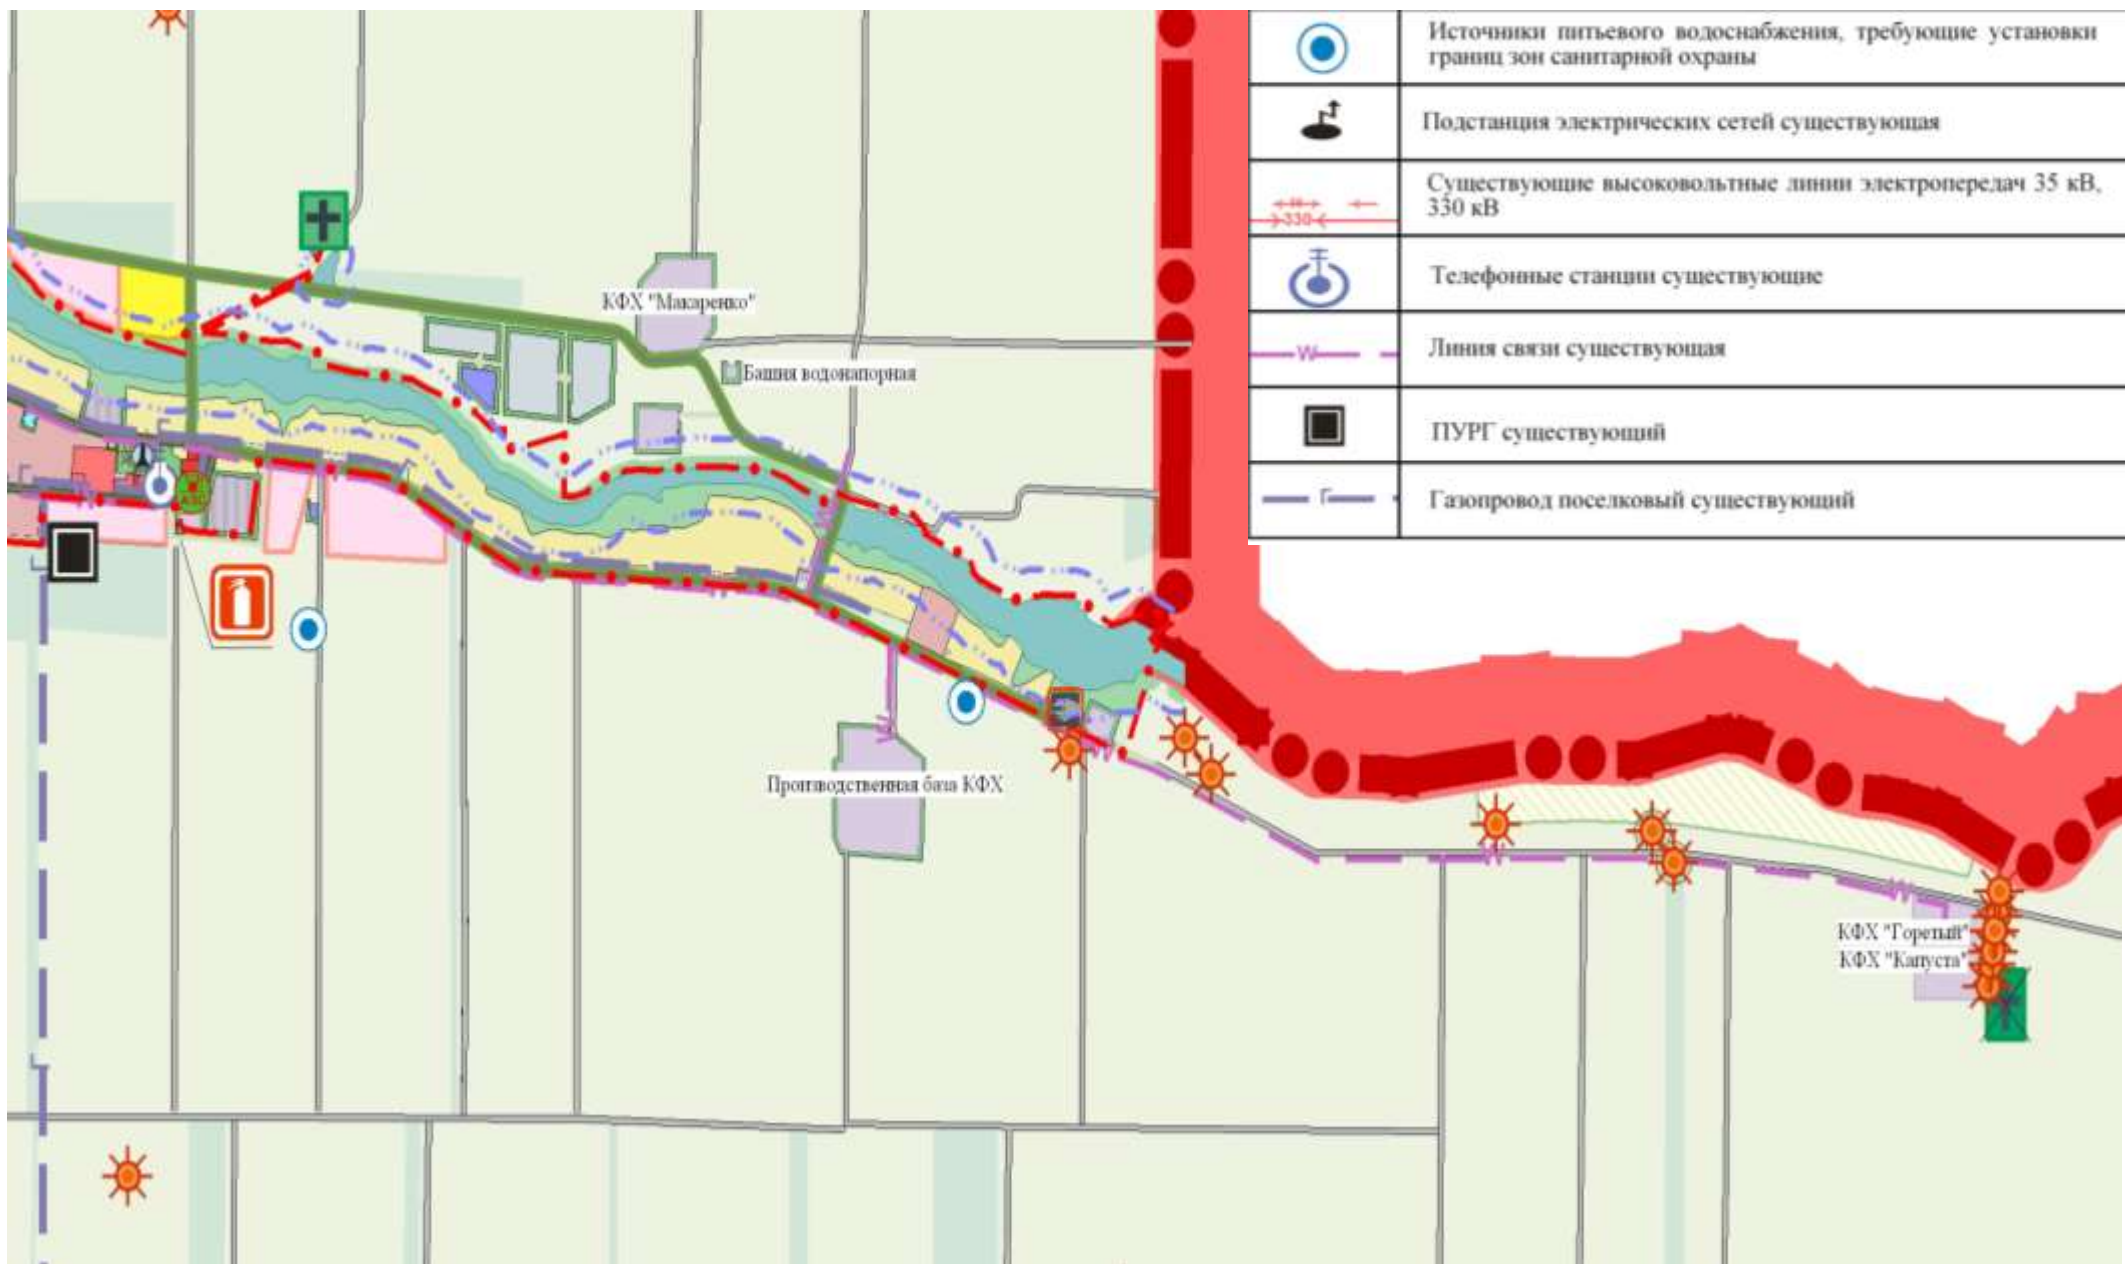 Источники питьевого водоснабжения, требующие установки
границ зон санитарной охраны
Подстанция электрических сетей существующая
Существующие высоковольтные линии электропередач 35 кВ,
330 кВ
330
Телефонные станции существующие
W
Линия связи существующая
ПУРГ существующий
Г
Газопровод поселковый существующий
КФХ "Макаренко"
Башня водонапорная
Производственная база КФХ
КФХ "Горетый"
КФХ "Капуста"